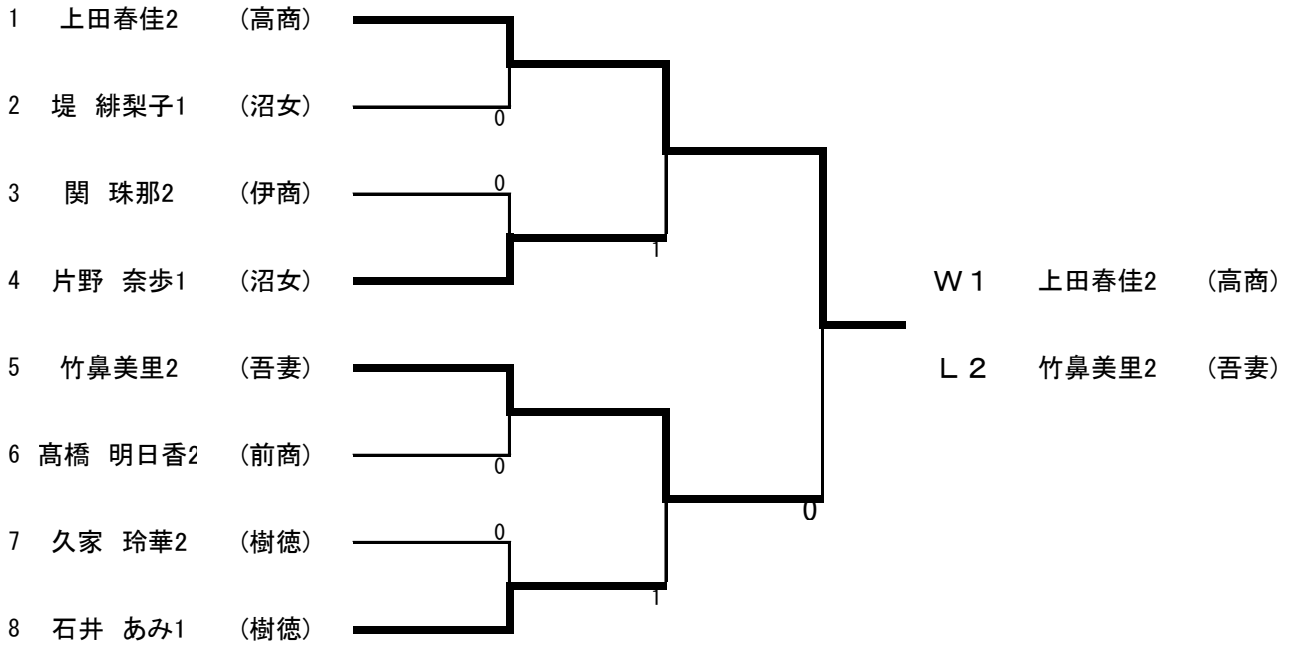 1 上田春佳2 (高商)
2 堤 緋梨子1 (沼女)
0
0
3 関 珠那2 (伊商)
1
4 片野 奈歩1 (沼女)
W1 上田春佳2 (高商)
5 竹鼻美里2 (吾妻)
L2 竹鼻美里2 (吾妻)
6 髙橋 明日香2 (前商)
0
0
0
7 久家 玲華2 (樹徳)
1
8 石井 あみ1 (樹徳)